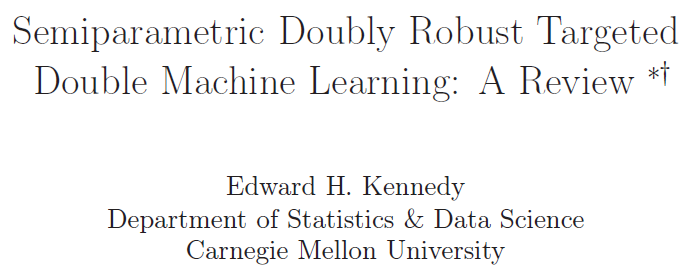 Semiparametric Doubly Robust Targeted
Double Machine Learning: A Review *†
Edward H. Kennedy
Department of Statistics & Data Science
Carnegie Mellon University